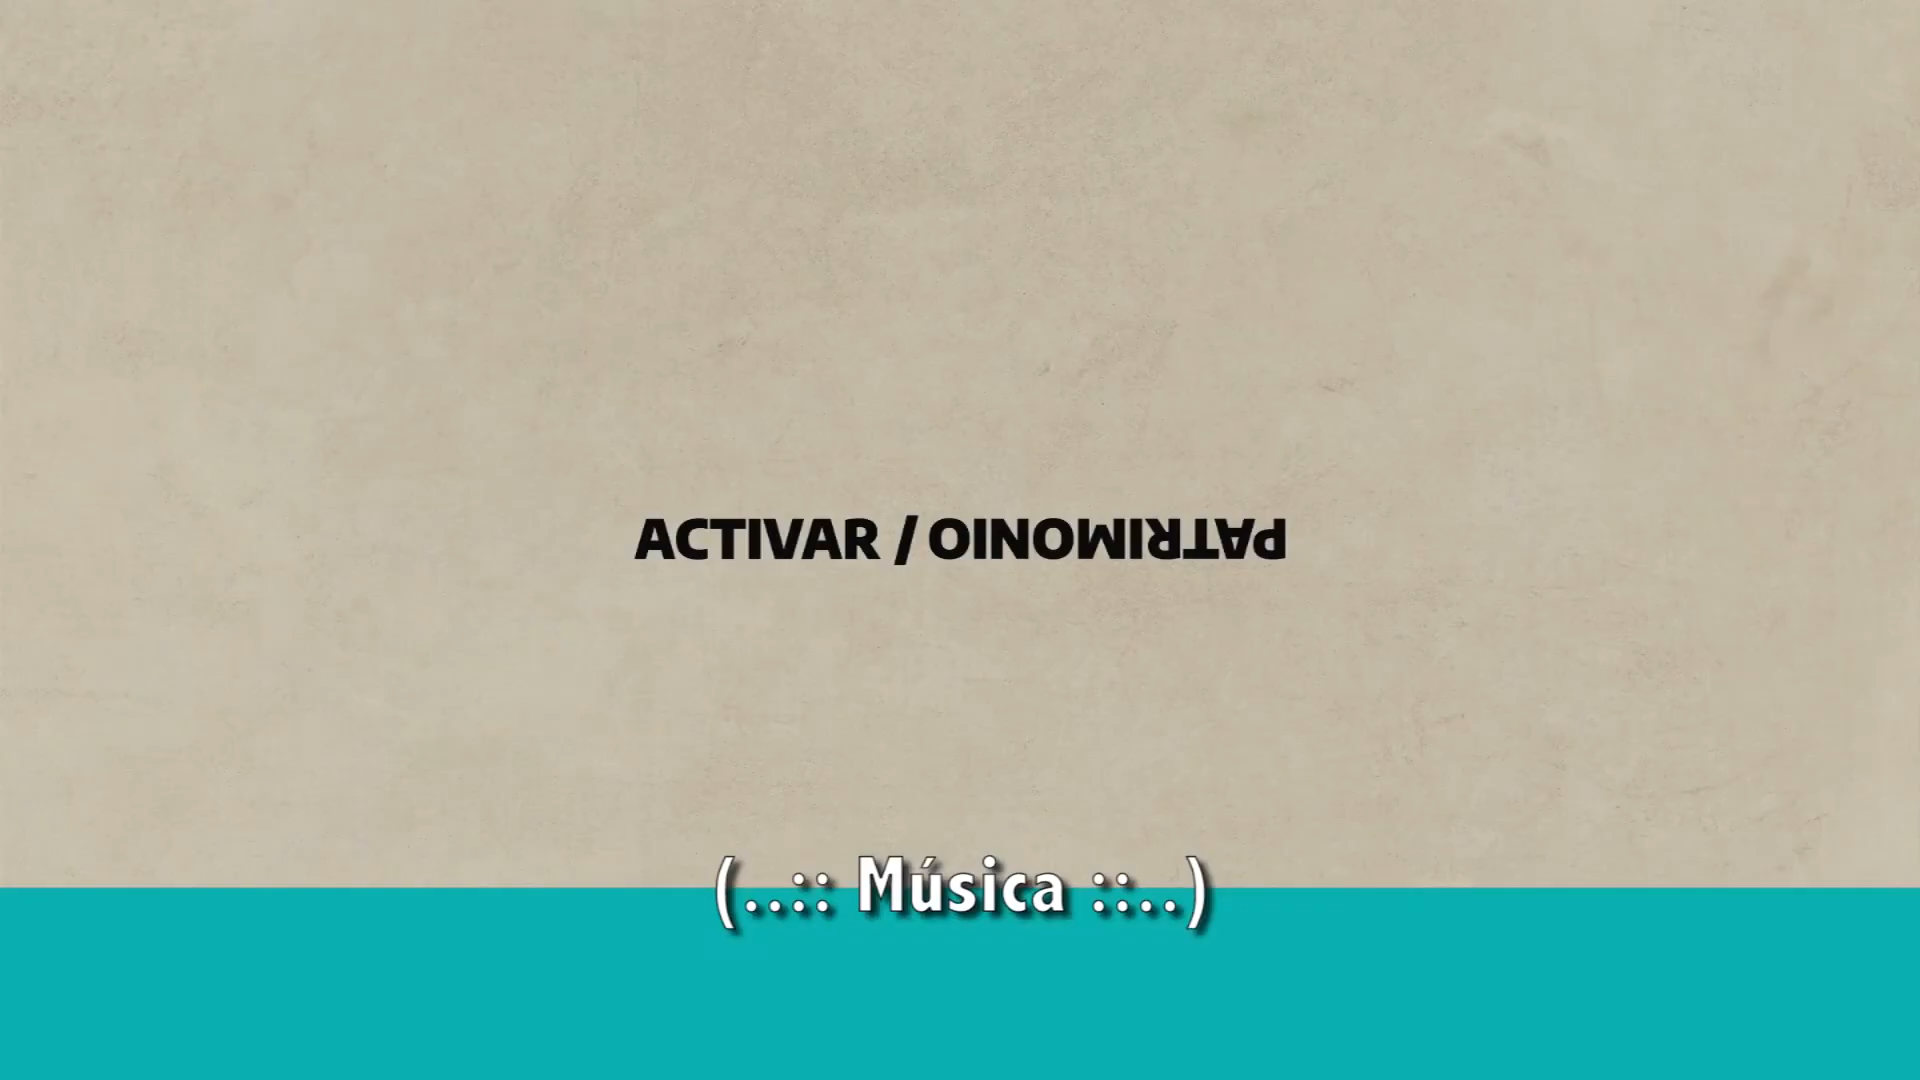 ACTIVAR / PATRIMONIO
(..:: Música ::..)